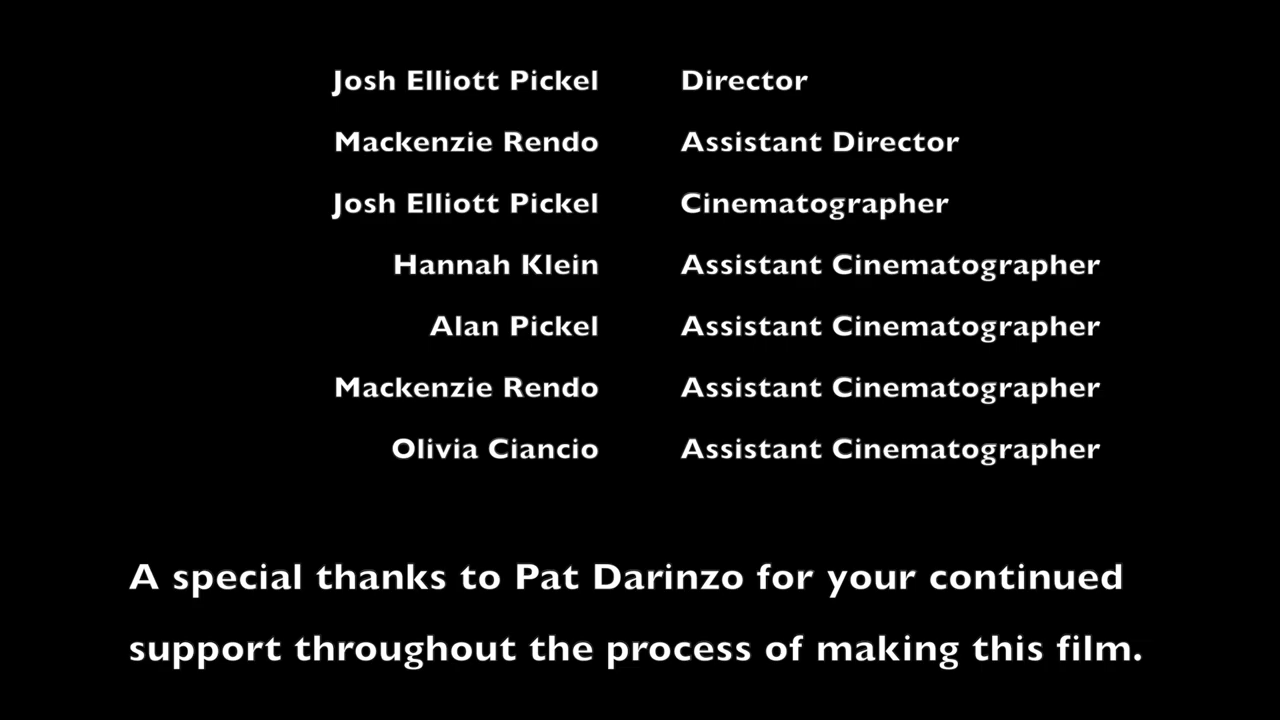 Josh Elliott Pickel Director
Mackenzie Rendo Assistant Director
Josh Elliott Pickel Cinematographer
Hannah Klein Assistant Cinematographer
Alan Pickel Assistant Cinematographer
Mackenzie Rendo Assistant Cinematographer
Olivia Ciancio Assistant Cinematographer
A special thanks to Pat Darinzo for your continued
support throughout the process of making this film.